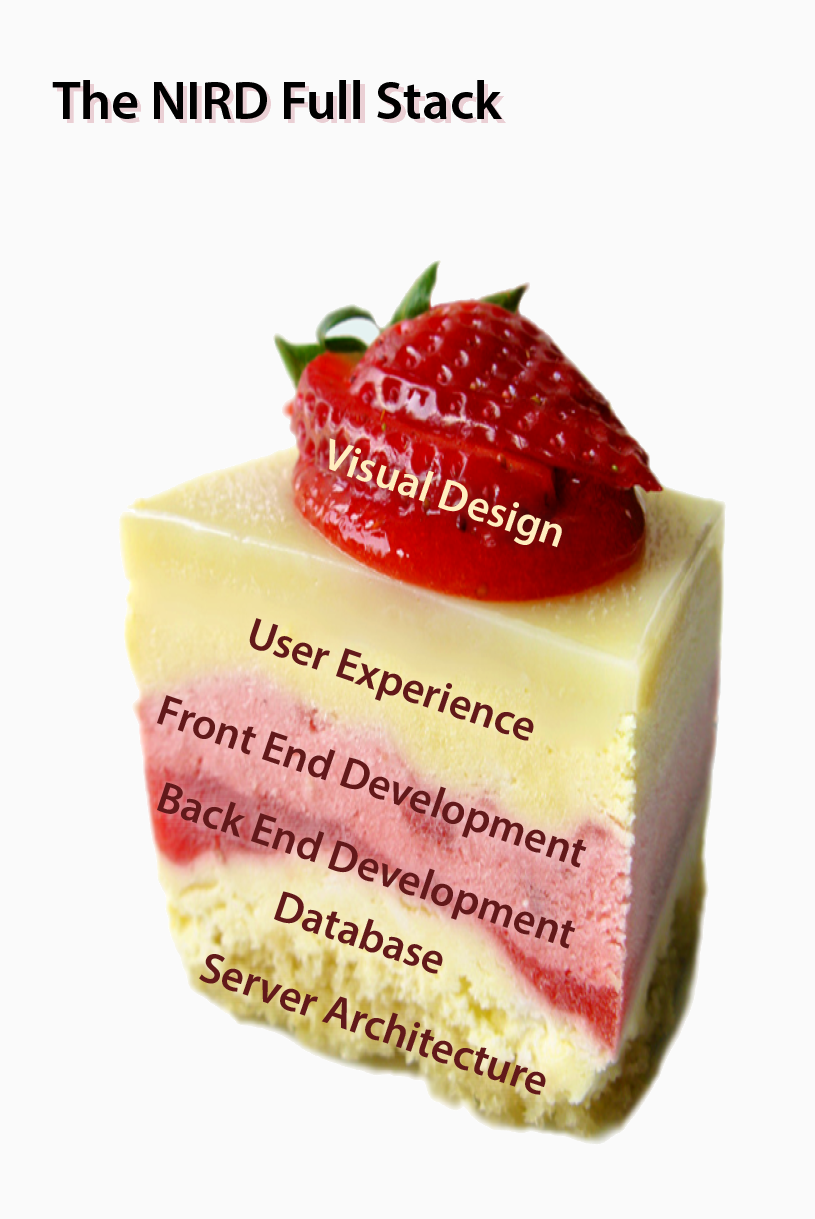 The NIRD Full Stack
Visual Design
User Experience
Front End Development
Back End Development
Database
Server Architecture